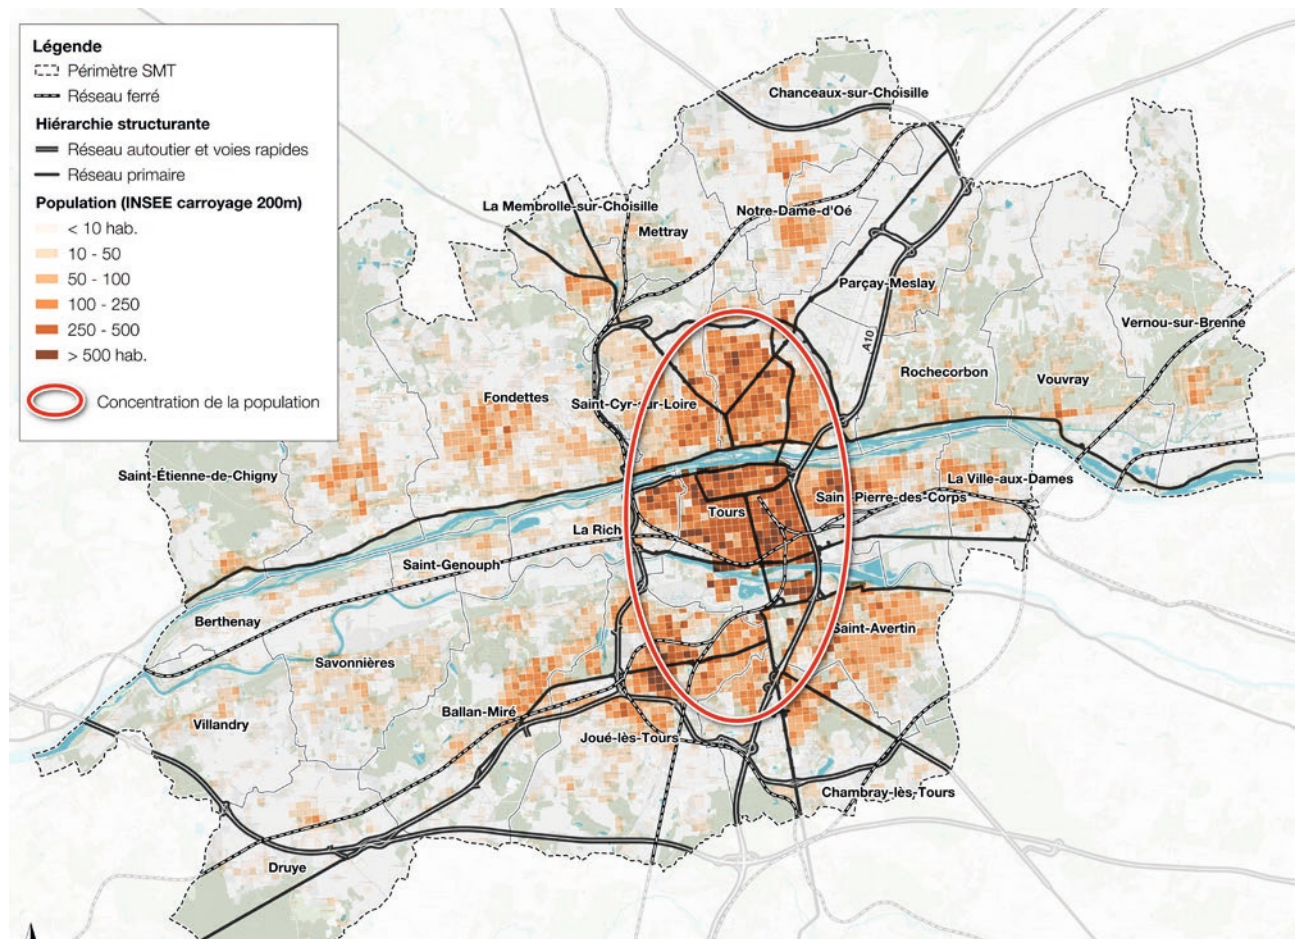 Légende
Périmètre SMT
Réseau ferré
Hiérarchie structurante
Réseau autoutier et voies rapides
Réseau primaire
Population (INSEE carroyage 200m)
< 10 hab.
10 - 50
50 - 100
100 - 250
250 - 500
> 500 hab.
Concentration de la population
Chanceaux-sur-Choisille
La Membrolle-sur-Choisille
Notre-Dame-d'Oé
Mettray
Parçay-Meslay
Vernou-sur-Brenne
A10
Rochecorbon
Vouvray
Fondettes
Saint-Cyr-sur-Loire
Saint-Étienne-de-Chigny
La Ville-aux-Dames
Saint-Pierre-des-Corps
Tours
La Rich
Saint-Genouph
Berthenay
Saint-Avertin
Savonnières
Villandry
Ballan-Miré
Joué-lès-Tours
Chambray-lès-Tours
Druye